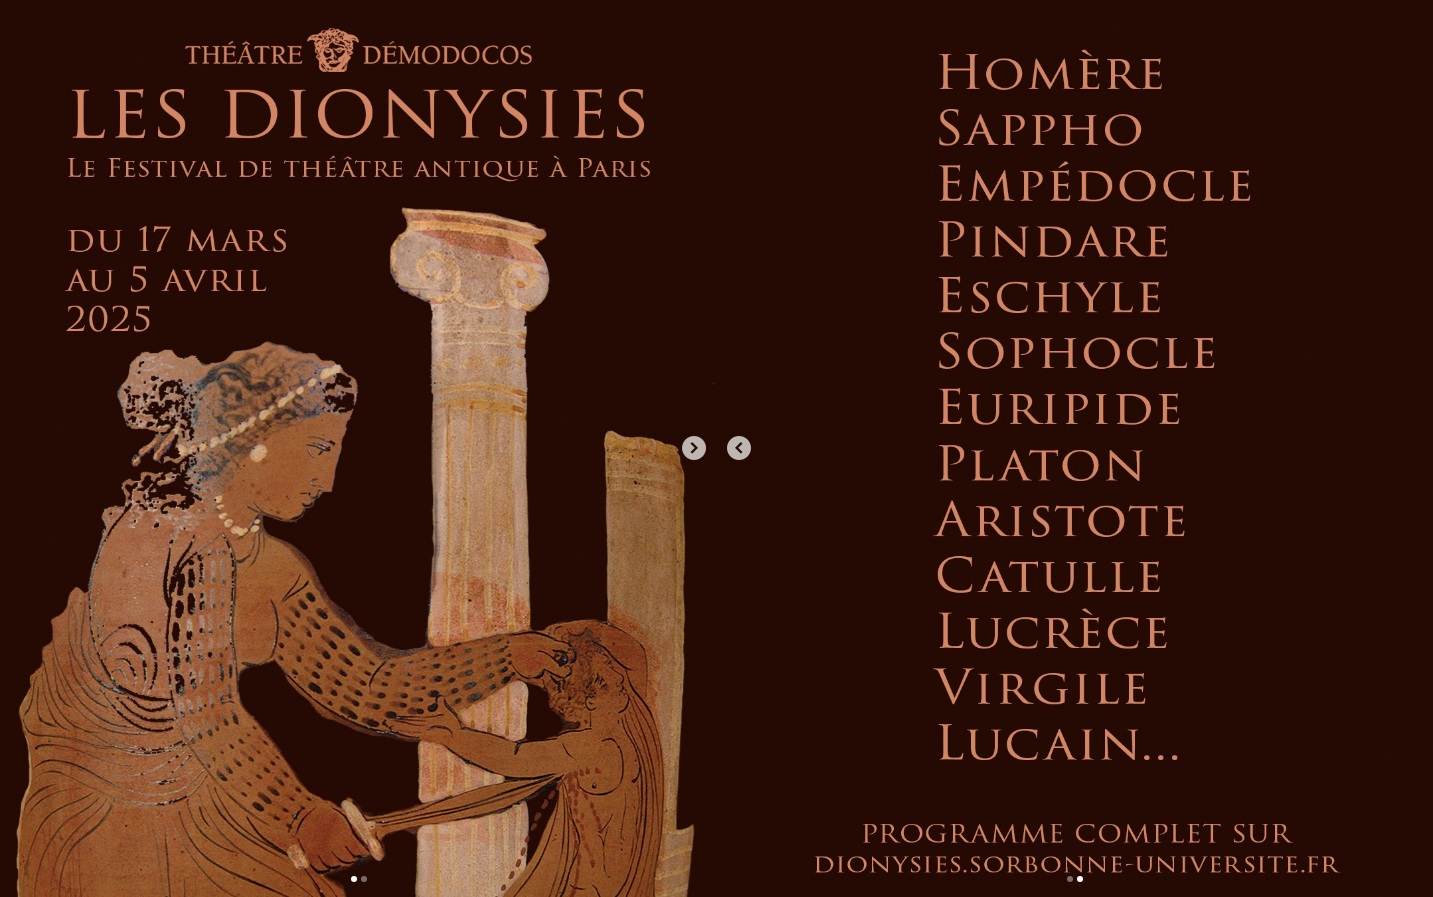 THÉÂTRE DÉMODOCOS
LES DIONYSIES
LE FESTIVAL DE THÉÂTRE ANTIQUE À PARIS
DU 17 MARS
AU 5 AVRIL
2025
HOMÈRE
SAPPHO
EMPÉDOCLE
PINDARE
ESCHYLE
SOPHOCLE
EURIPIDE
PLATON
ARISTOTE
CATULLE
LUCRÈCE
VIRGILE
LUCAIN...
PROGRAMME COMPLET SUR
DIONYSIES.SORBONNE-UNIVERSITE.FR